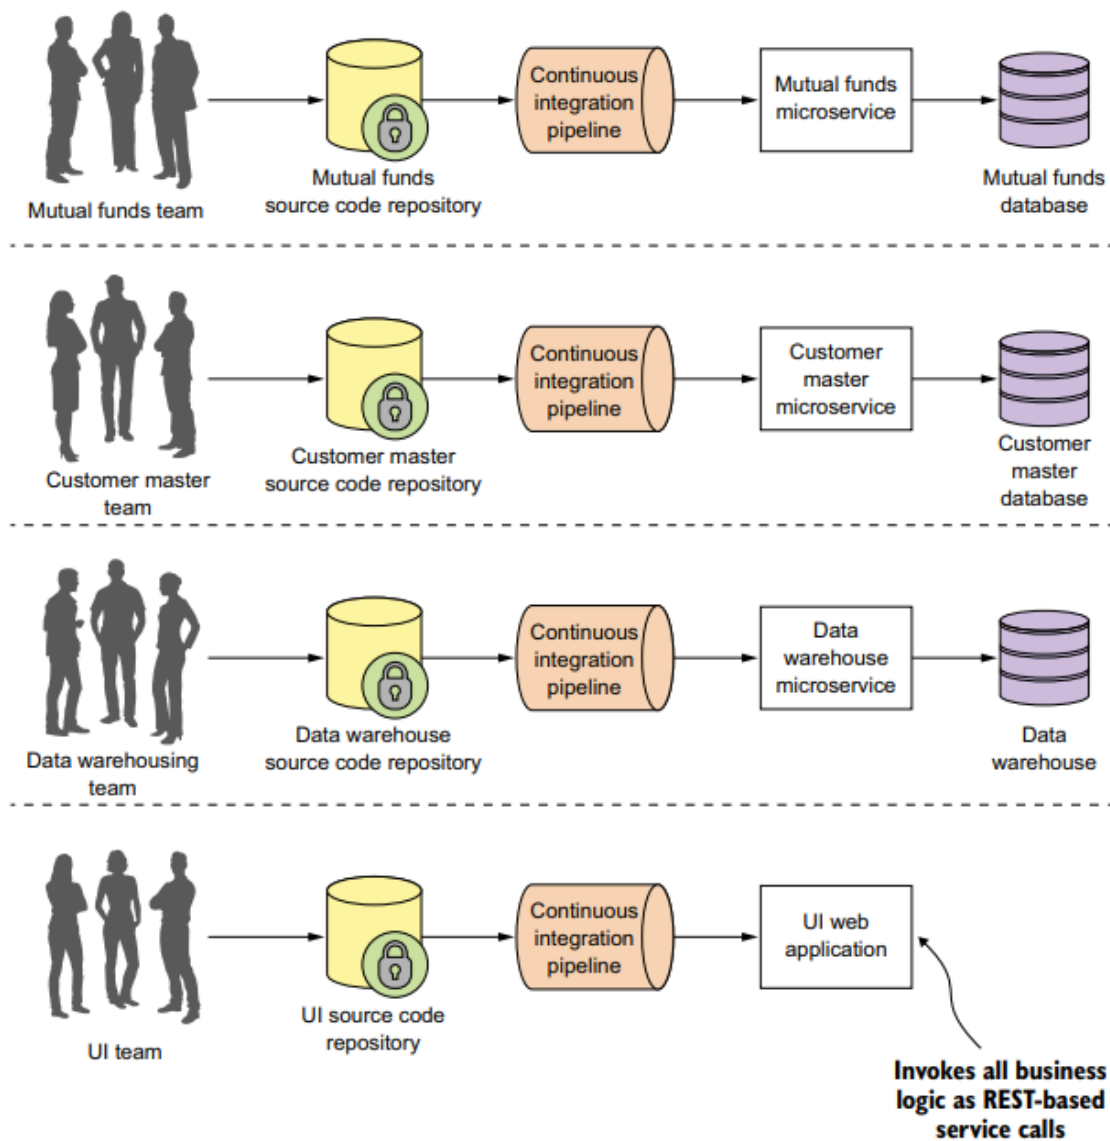 Continuous
integration
pipeline
Mutual funds
microservice
Mutual funds team
Mutual funds
source code repository
Mutual funds
database
Continuous
integration
pipeline
Customer
master
microservice
Customer master
team
Customer master
source code repository
Customer
master
database
Continuous
integration
pipeline
Data
warehouse
microservice
Data warehousing
team
Data warehouse
source code repository
Data
warehouse
Continuous
integration
pipeline
UI web
application
UI team
UI source code
repository
Invokes all business
logic as REST-based
service calls